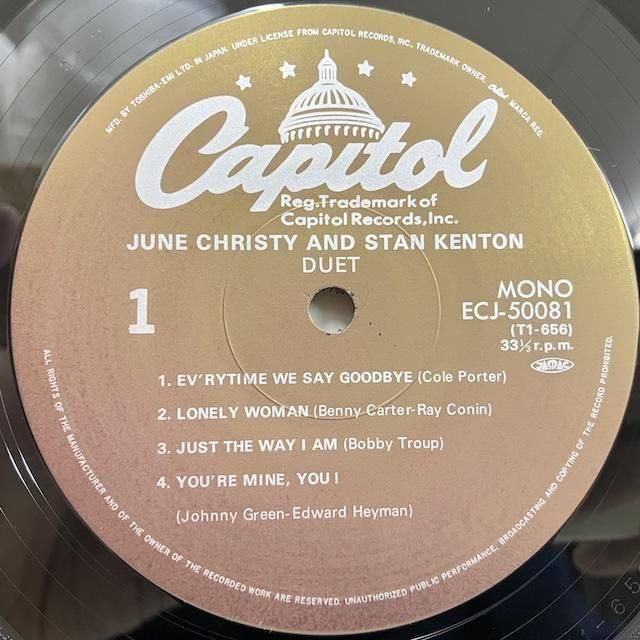 MFD. BY TOSHIBA-EMI LTD. IN JAPAN. UNDER LICENSE FROM CAPITOL RECORDS, INC., TRADEMARK OWNER. Capitol MARCA REG.
Capitol
Reg. Trademark of
Capitol Records, Inc.
JUNE CHRISTY AND STAN KENTON
DUET
1
MONO
ECJ-50081
(T1-656)
33⅓ r.p.m.
JASRAC
1. EV'RYTIME WE SAY GOODBYE (Cole Porter)
2. LONELY WOMAN (Benny Carter-Ray Conin)
3. JUST THE WAY I AM (Bobby Troup)
4. YOU'RE MINE, YOU!
(Johnny Green-Edward Heyman)
ALL RIGHTS OF THE MANUFACTURER AND OF THE OWNER OF THE RECORDED WORK ARE RESERVED. UNAUTHORIZED PUBLIC PERFORMANCE, BROADCASTING AND COPYING OF THE RECORD PROHIBITED.